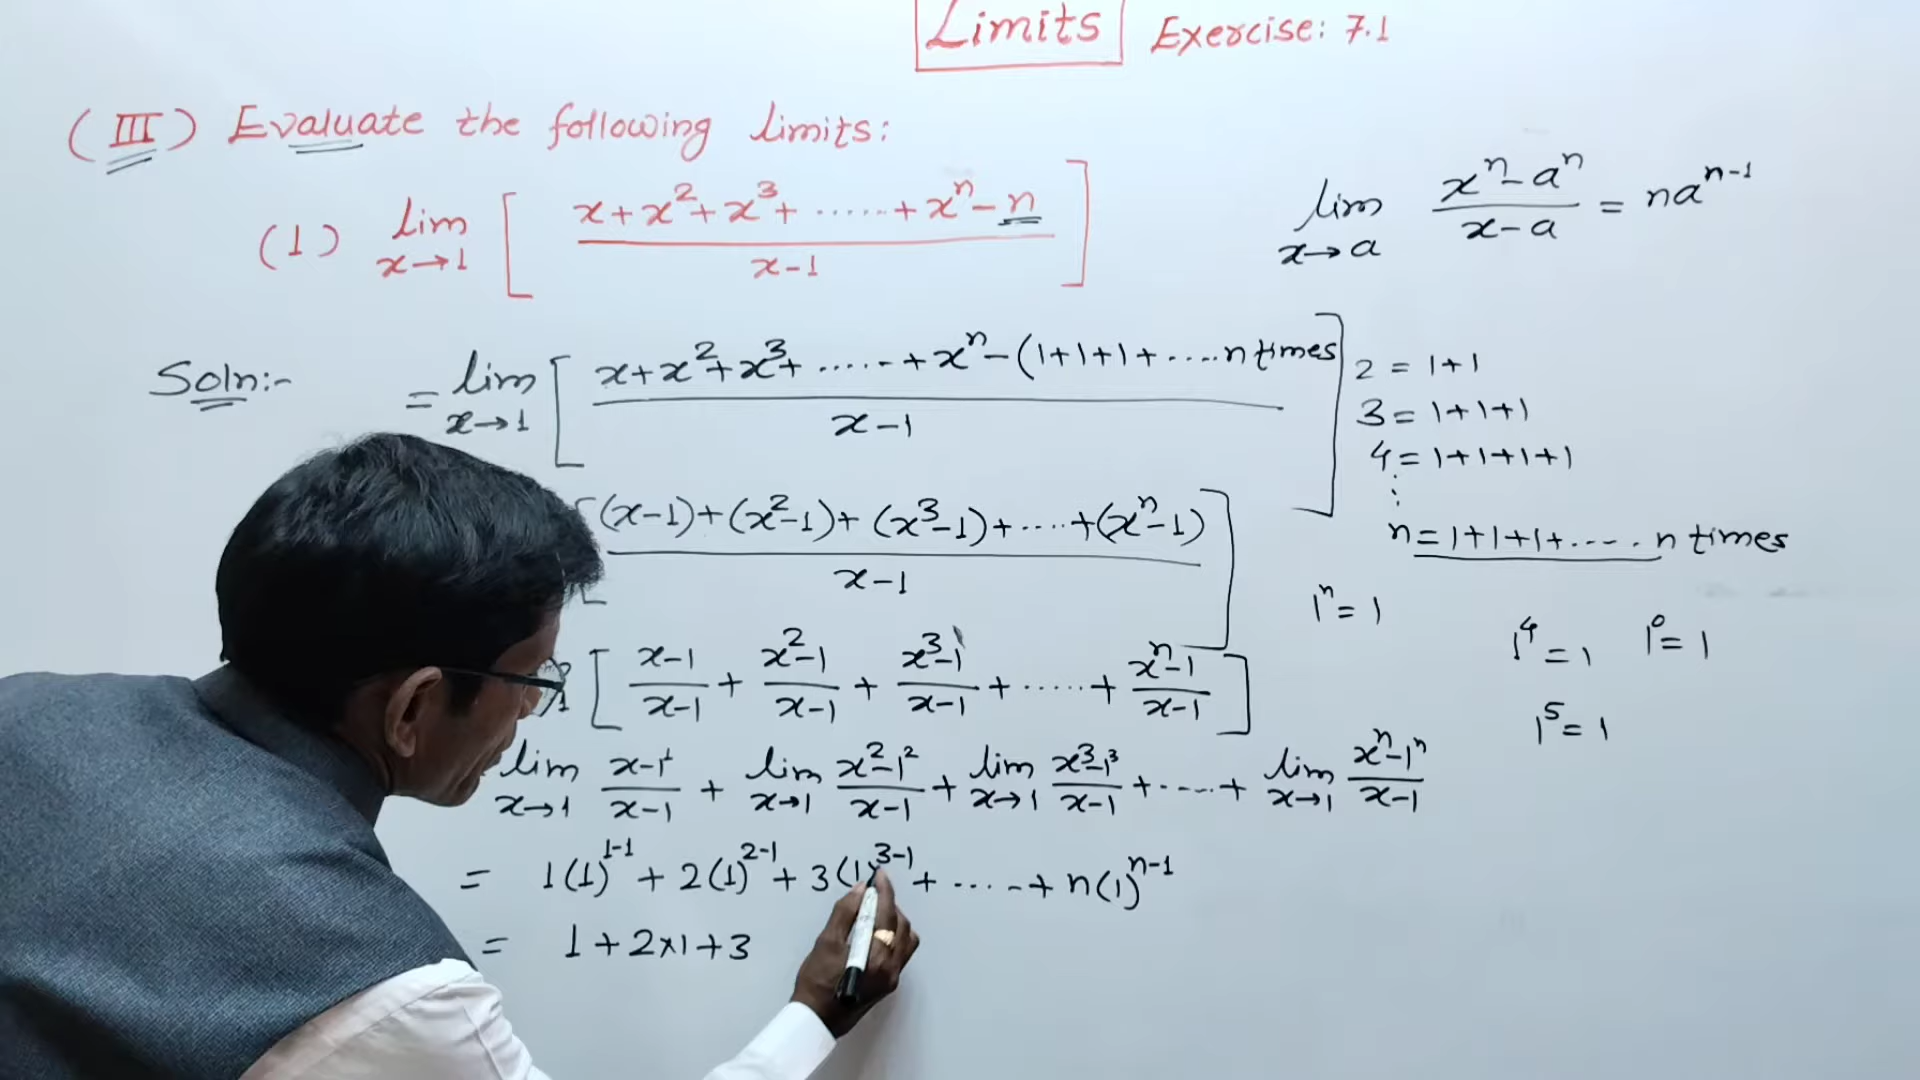 Limits Exercise: 7.1
(III) Evaluate the following limits:
(1) lim x→1 [ x+x²+x³+ ......+xⁿ-n / x-1 ]
lim x→a xⁿ-aⁿ / x-a = naⁿ⁻¹
Soln:- = lim x→1 [ x+x²+x³+ ......+xⁿ-(1+1+1+ ....n times / x-1 ]
2 = 1+1
3 = 1+1+1
4 = 1+1+1+1
⋮
n = 1+1+1+..... n times
[ (x-1)+(x²-1)+(x³-1)+....+(xⁿ-1) / x-1 ]
1ⁿ = 1
1⁴ = 1 1⁰ = 1
1⁵ = 1
1 [ x-1 / x-1 + x²-1 / x-1 + x³-1 / x-1 + ..... + xⁿ-1 / x-1 ]
lim x→1 x-1¹ / x-1 + lim x→1 x²-1² / x-1 + lim x→1 x³-1³ / x-1 + ..... + lim x→1 xⁿ-1ⁿ / x-1
= 1(1)¹⁻¹ + 2(1)²⁻¹ + 3(1)³⁻¹ + ..... + n(1)ⁿ⁻¹
= 1+2×1+3